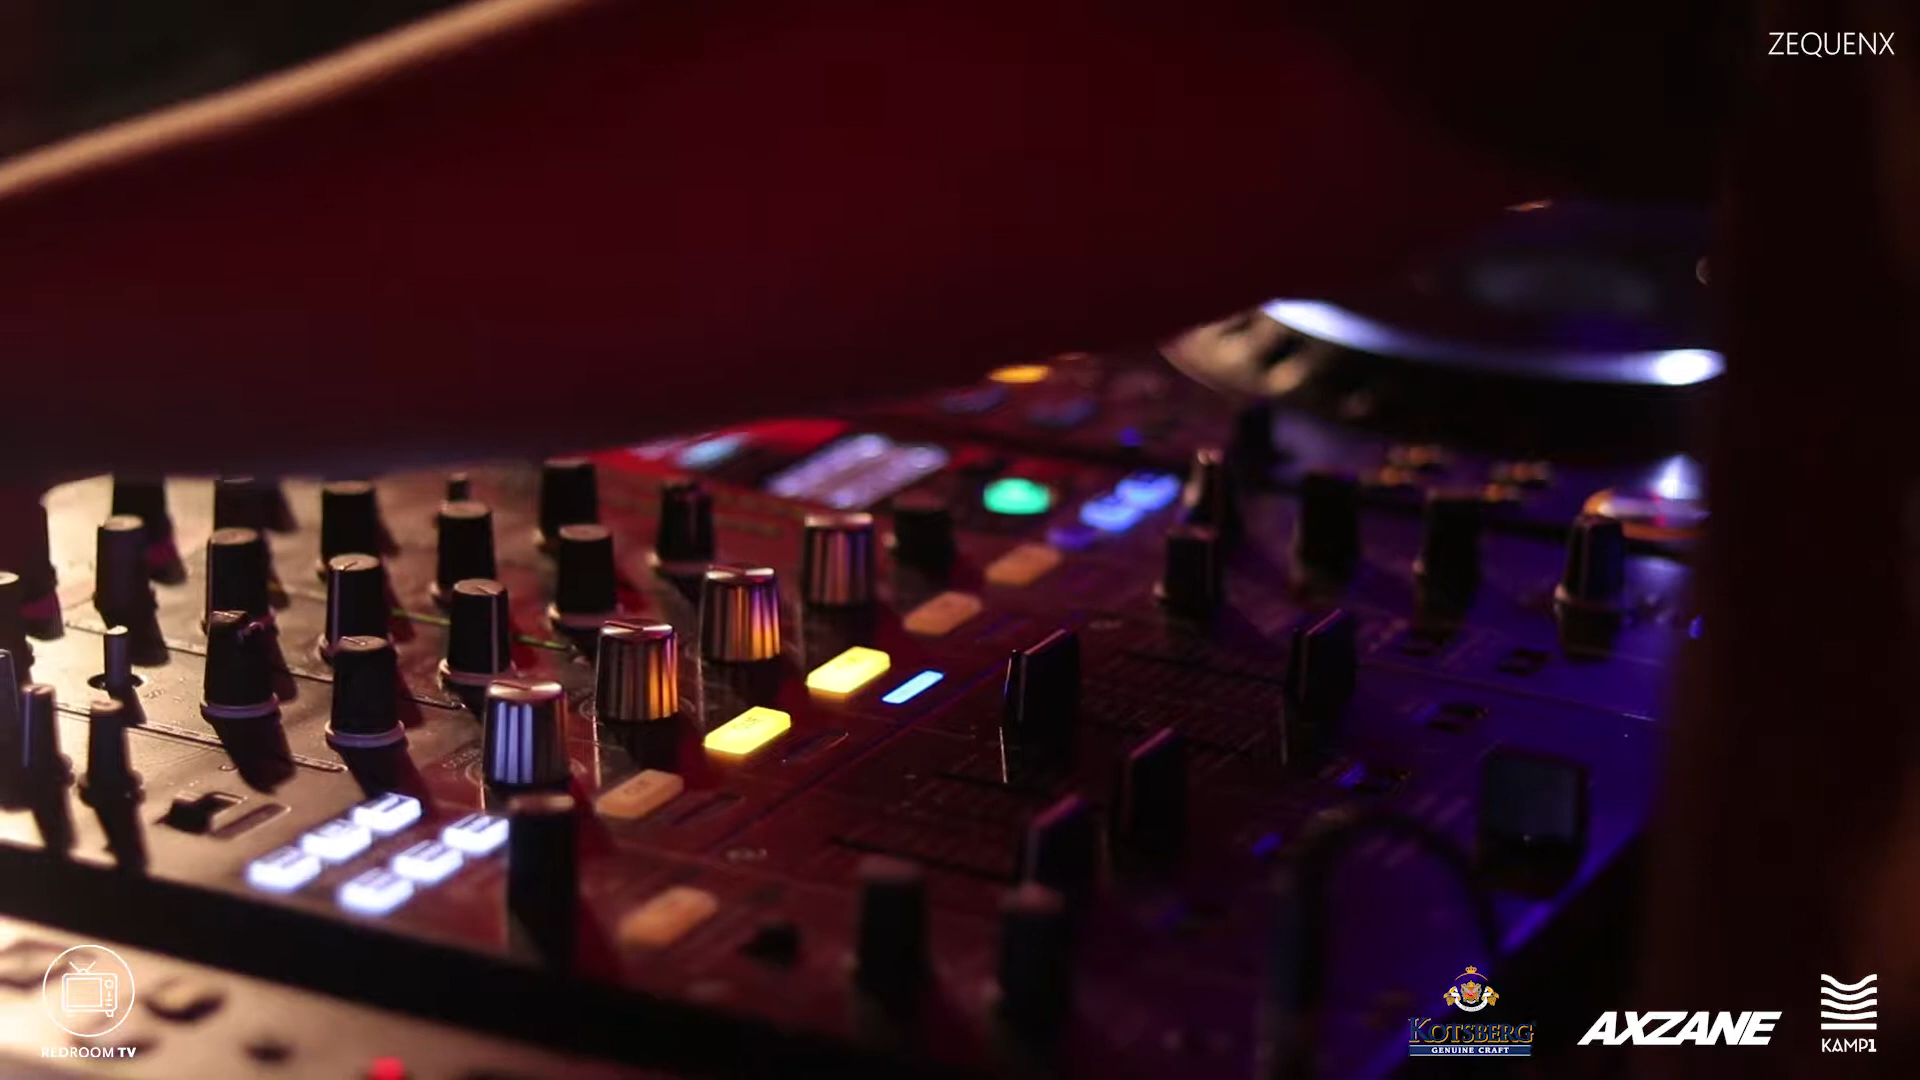 ZEQUENX
REDROOM TV
KOTSBERG
GENUINE CRAFT
AXZANE
KAMP1